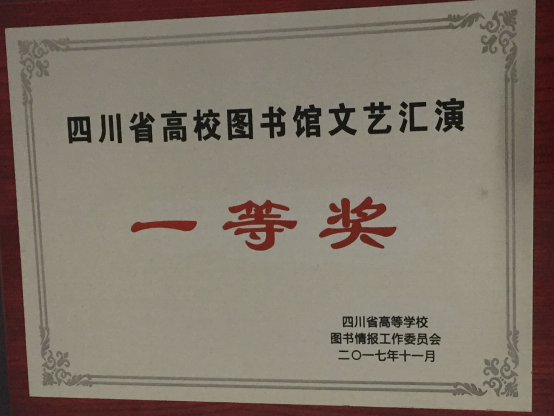 四川省高校图书馆文艺汇演
一等奖
四川省高等学校
图书情报工作委员会
二〇一七年十一月